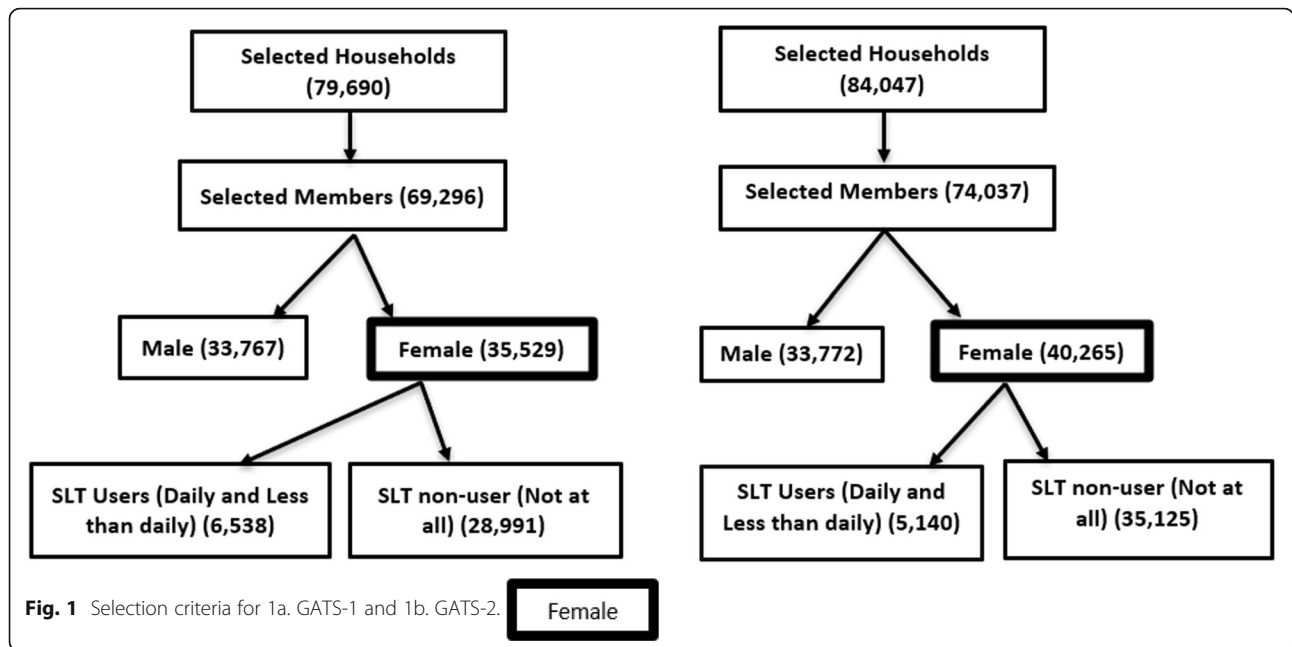 Selected Households
(79,690)
Selected Members (69,296)
Male (33,767)
Female (35,529)
SLT Users (Daily and Less
than daily) (6,538)
SLT non-user (Not at
all) (28,991)
Selected Households
(84,047)
Selected Members (74,037)
Male (33,772)
Female (40,265)
SLT Users (Daily and
Less than daily) (5,140)
SLT non-user (Not at
all) (35,125)
Fig. 1 Selection criteria for 1a. GATS-1 and 1b. GATS-2.
Female